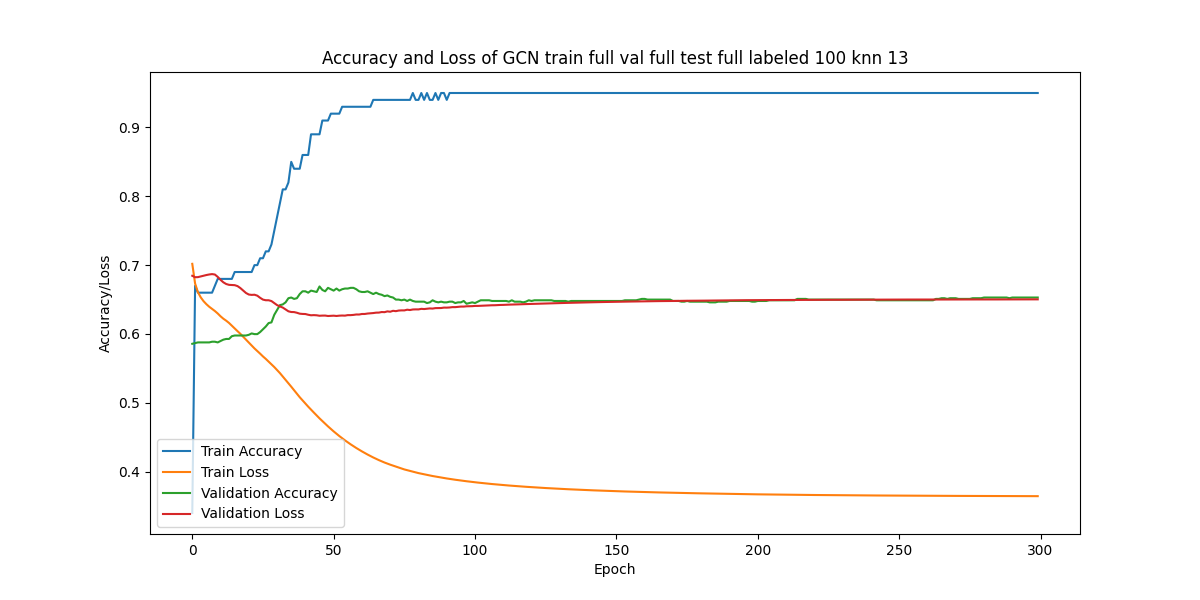 Accuracy and Loss of GCN train full val full test full labeled 100 knn 13
Accuracy/Loss
0.9
0.8
0.7
0.6
0.5
0.4
Train Accuracy
Train Loss
Validation Accuracy
Validation Loss
0 50 100 150 200 250 300
Epoch